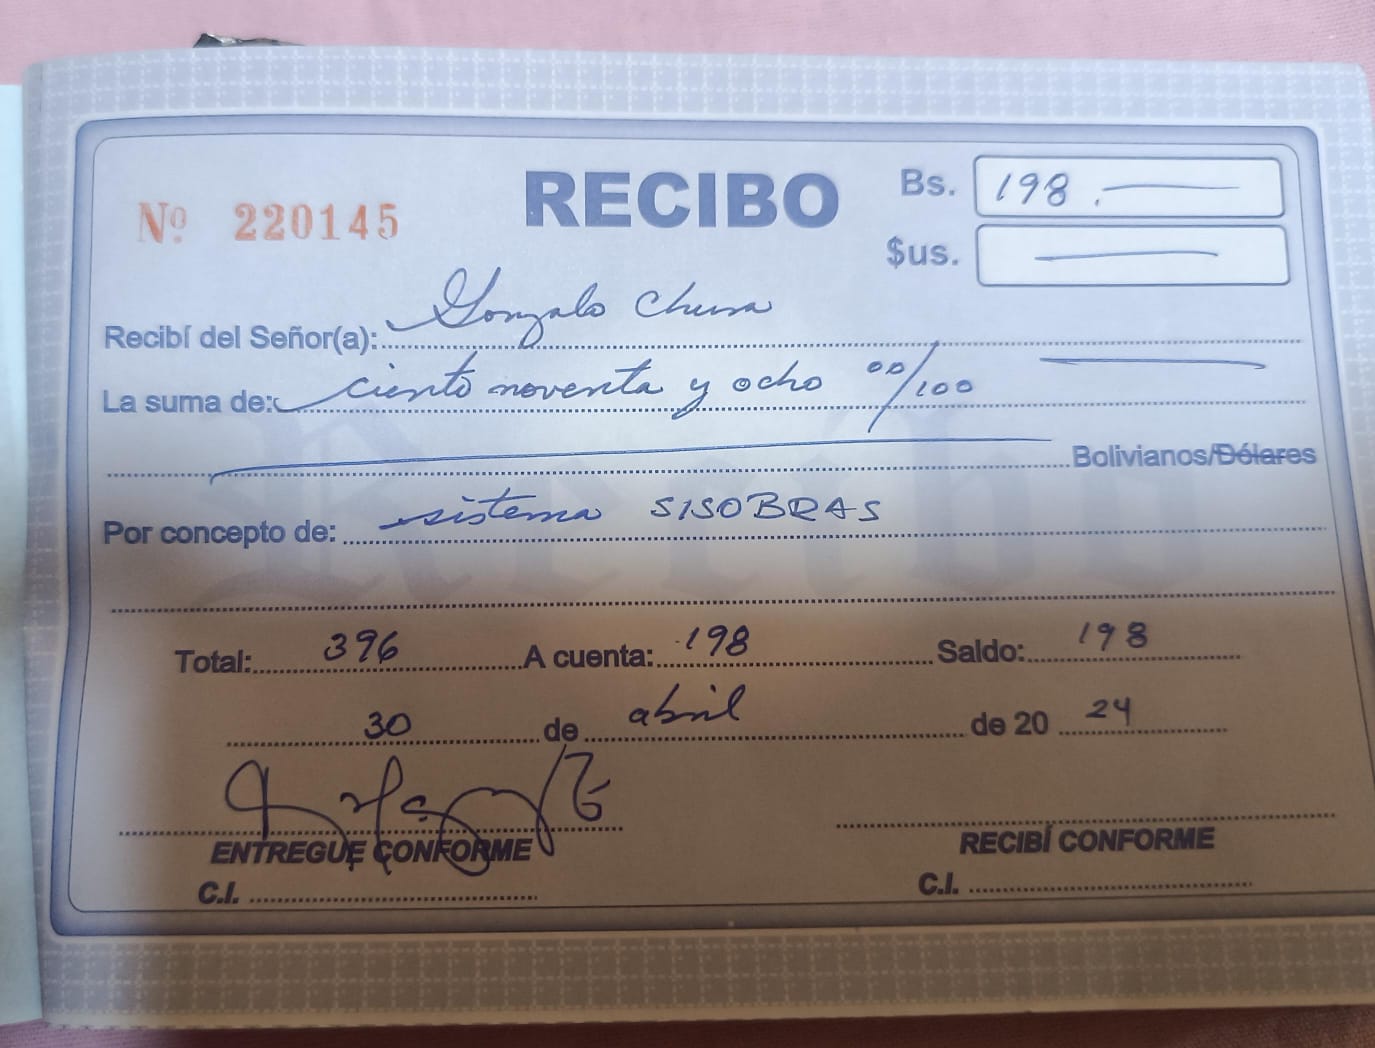 RECIBO
Nº 220145
Bs. 198.
$us.
Recibí del Señor(a): Gonzalo Chura
La suma de: ciento noventa y ocho 00/100
Bolivianos/Dólares
Por concepto de: sistema SISOBRAS
Total: 396 A cuenta: 198 Saldo: 198
30 de abril de 20 24
ENTREGUE CONFORME
C.I.
RECIBÍ CONFORME
C.I.